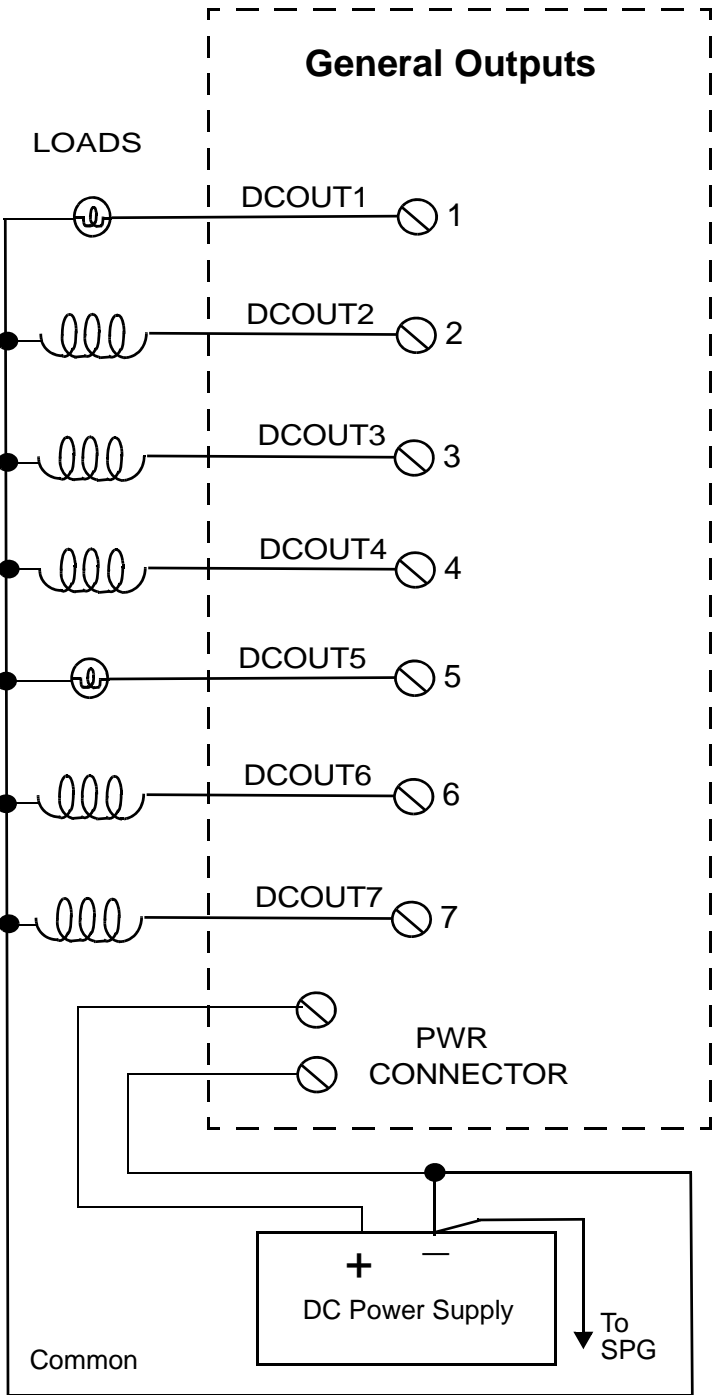 General Outputs
LOADS
DCOUT1
1
DCOUT2
2
DCOUT3
3
DCOUT4
4
DCOUT5
5
DCOUT6
6
DCOUT7
7
PWR
CONNECTOR
+ –
DC Power Supply
To
SPG
Common